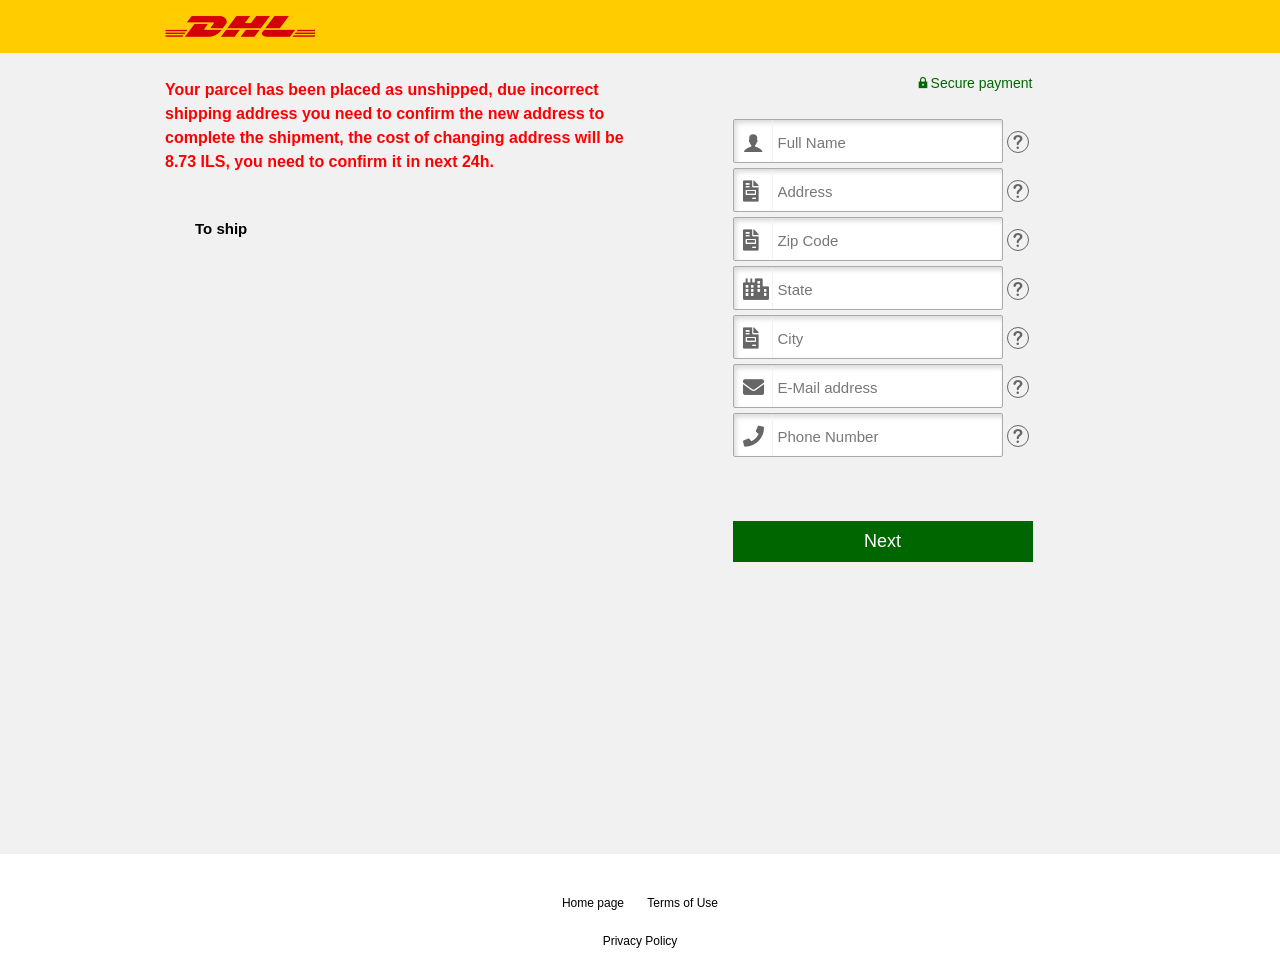 DHL
Your parcel has been placed as unshipped, due incorrect
shipping address you need to confirm the new address to
complete the shipment, the cost of changing address will be
8.73 ILS, you need to confirm it in next 24h.
To ship
Secure payment
Full Name
Address
Zip Code
State
City
E-Mail address
Phone Number
Next
Home page Terms of Use
Privacy Policy